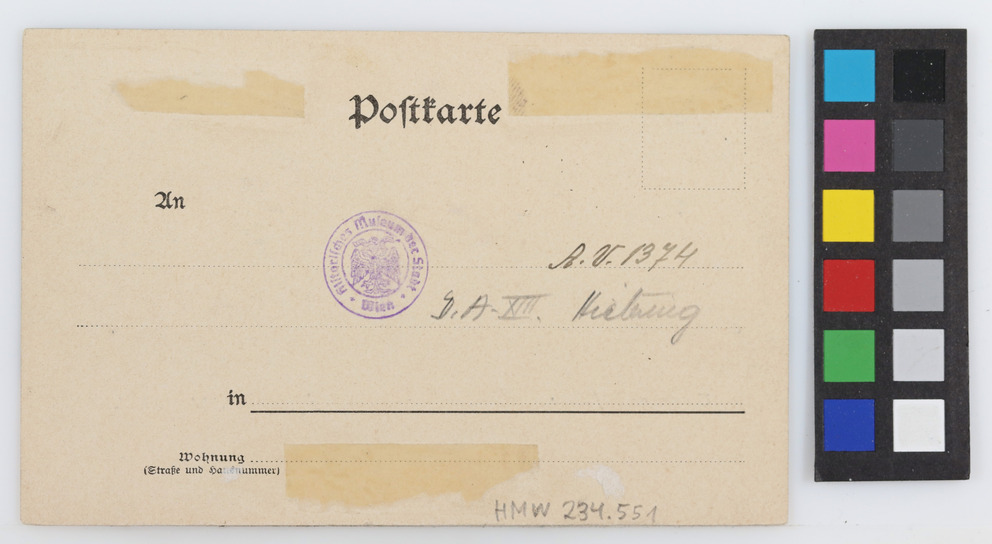 Postkarte
An
Historisches Museum der Stadt
Wien
A.V. 1374
XIII. Hietzing
in
Wohnung
(Straße und Hausnummer)
HMW 234.551